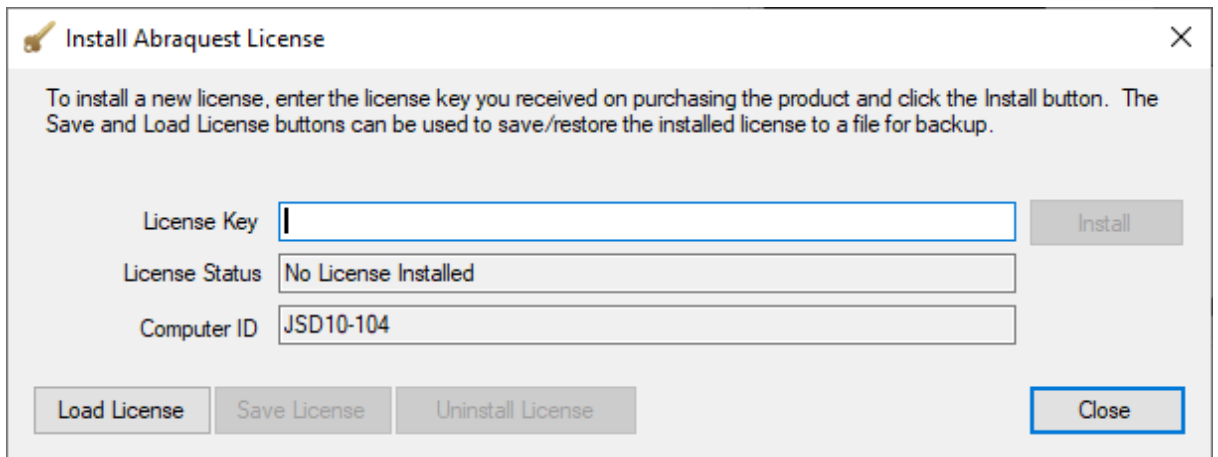 Install Abraquest License
To install a new license, enter the license key you received on purchasing the product and click the Install button.  The
Save and Load License buttons can be used to save/restore the installed license to a file for backup.
License Key
Install
License Status No License Installed
Computer ID JSD10-104
Load License Save License Uninstall License Close